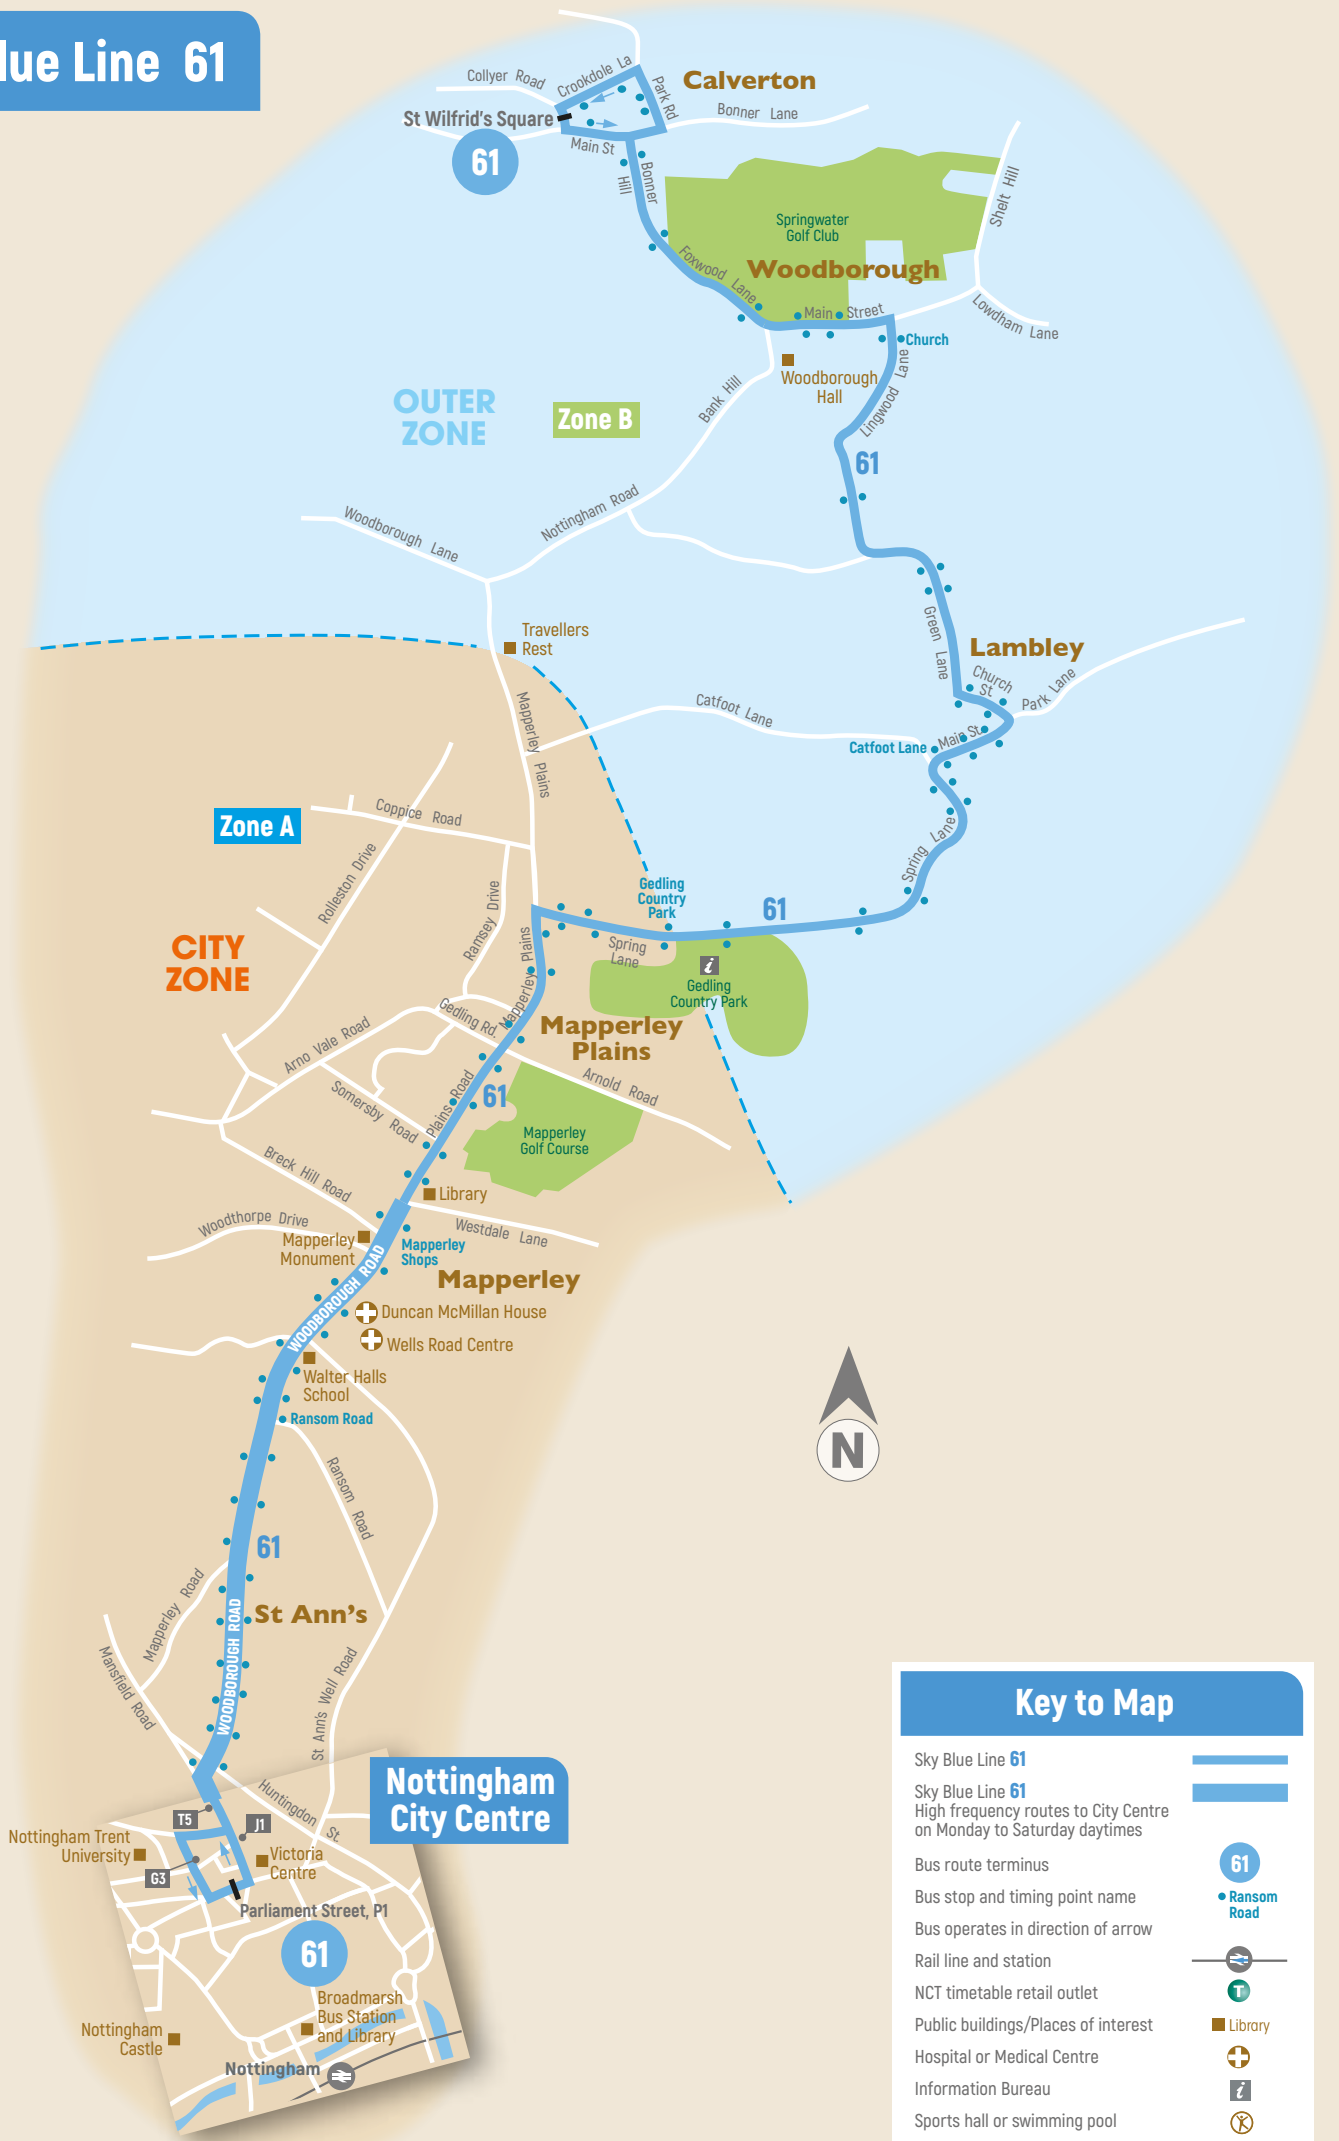 lue Line 61
Collyer Road
Crookdole La
Park Rd
Calverton
Bonner Lane
St Wilfrid's Square
61
Main St
Bonner
Hill
Shelt Hill
Springwater
Golf Club
Foxwood Lane
Woodborough
Main Street
Lowdham Lane
Church
Woodborough
Hall
Lingwood Lane
Bank Hill
OUTER
ZONE
Zone B
61
Nottingham Road
Woodborough Lane
Green Lane
Travellers
Rest
Lambley
Church
St
Park Lane
Mapperley Plains
Catfoot Lane
Catfoot Lane
Main St
Coppice Road
Zone A
Rolleston Drive
Spring Lane
Gedling
Country
Park
61
Ramsey Drive
CITY
ZONE
Mapperley Plains
Spring
Lane
i
Gedling
Country Park
Gedling Rd.
Mapperley
Plains
Arno Vale Road
Arnold Road
Somersby Road
Plains Road
61
Mapperley
Golf Course
Breck Hill Road
Library
Woodthorpe Drive
Westdale Lane
Mapperley
Monument
Mapperley
Shops
WOODBOROUGH ROAD
Mapperley
Duncan McMillan House
Wells Road Centre
Walter Halls
School
Ransom Road
N
Ransom Road
61
Mapperley Road
WOODBOROUGH ROAD
St Ann's
Mansfield Road
St Ann's Well Road
Nottingham
City Centre
Huntingdon St
T5
J1
Nottingham Trent
University
Victoria
Centre
G3
Parliament Street, P1
61
Broadmarsh
Bus Station
and Library
Nottingham
Castle
Nottingham
Key to Map
Sky Blue Line 61
Sky Blue Line 61
High frequency routes to City Centre
on Monday to Saturday daytimes
Bus route terminus
61
Bus stop and timing point name
Ransom
Road
Bus operates in direction of arrow
Rail line and station
NCT timetable retail outlet
T
Public buildings/Places of interest
Library
Hospital or Medical Centre
Information Bureau
i
Sports hall or swimming pool